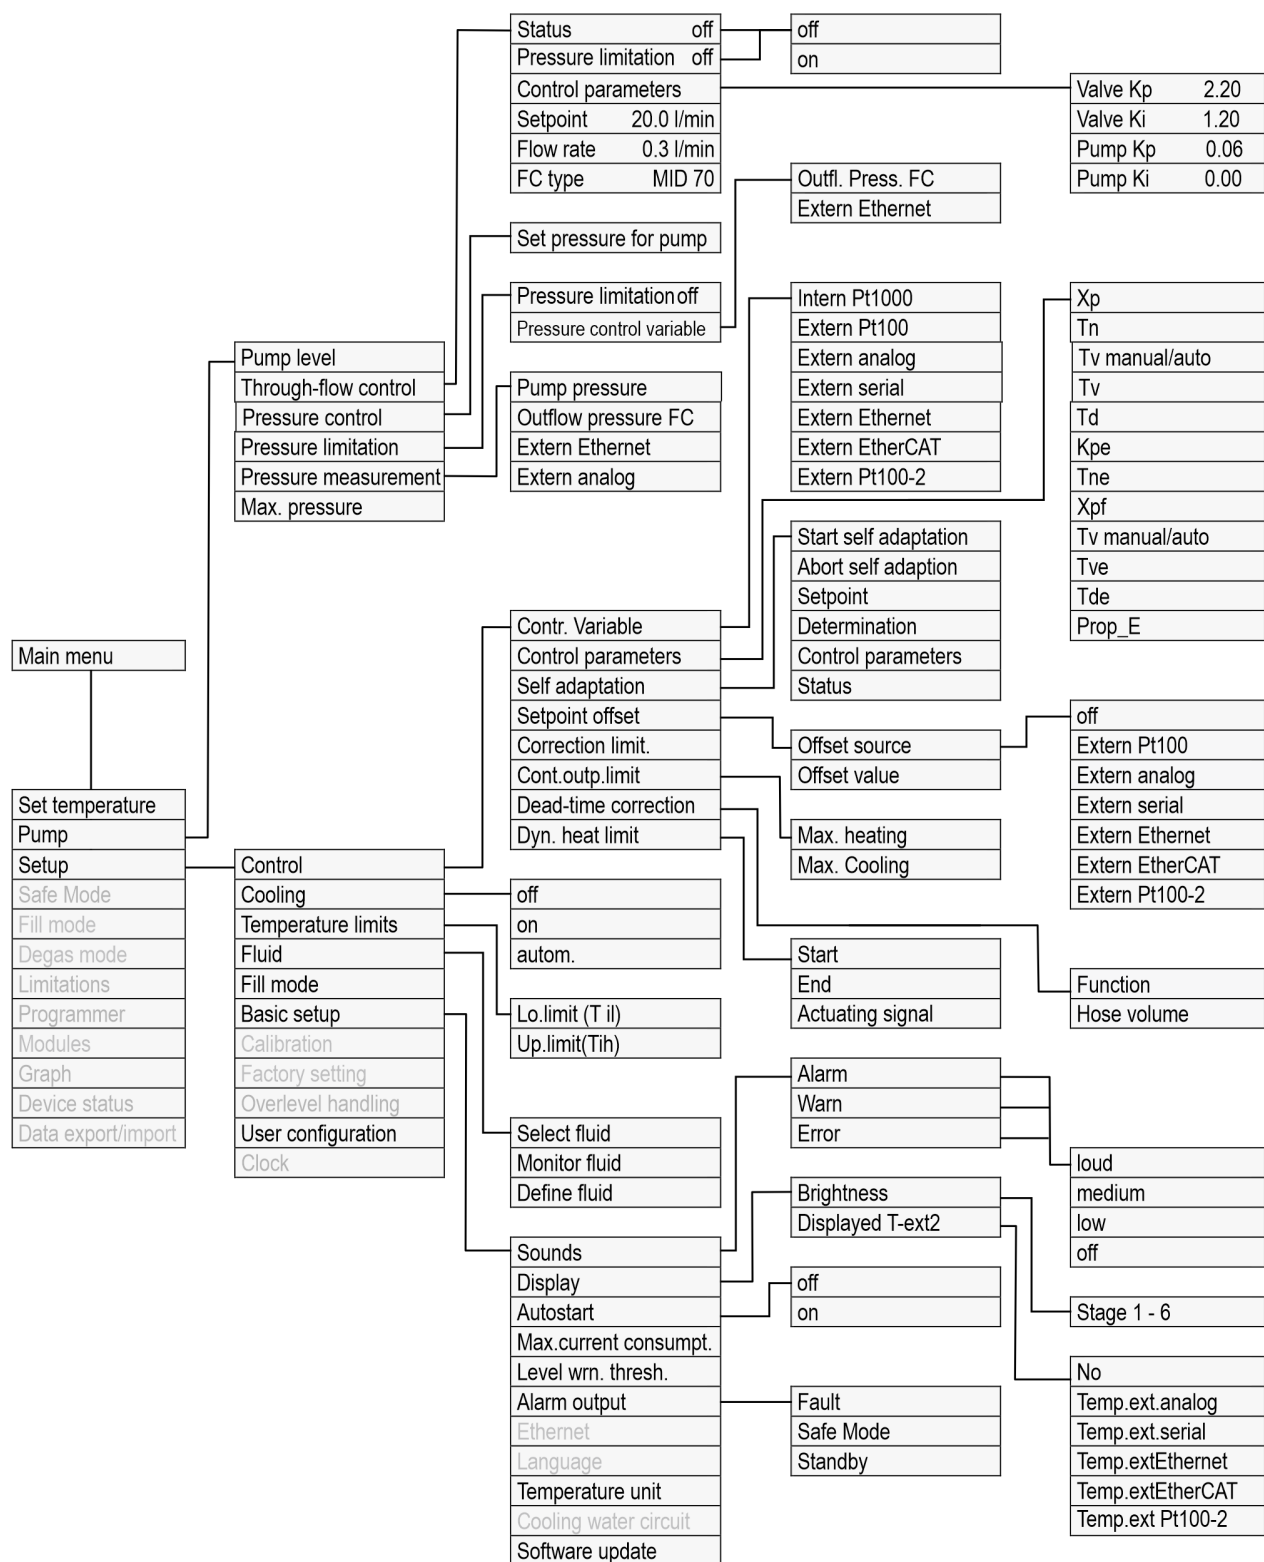 Main menu
Set temperature
Pump
Setup
Safe Mode
Fill mode
Degas mode
Limitations
Programmer
Modules
Graph
Device status
Data export/import
Pump level
Through-flow control
Pressure control
Pressure limitation
Pressure measurement
Max. pressure
Control
Cooling
Temperature limits
Fluid
Fill mode
Basic setup
Calibration
Factory setting
Overlevel handling
User configuration
Clock
Status off
Pressure limitation off
Control parameters
Setpoint 20.0 l/min
Flow rate 0.3 l/min
FC type MID 70
Set pressure for pump
Pressure limitation off
Pressure control variable
Pump pressure
Outflow pressure FC
Extern Ethernet
Extern analog
Contr. Variable
Control parameters
Self adaptation
Setpoint offset
Correction limit.
Cont.outp.limit
Dead-time correction
Dyn. heat limit
off
on
autom.
Lo.limit (T il)
Up.limit(Tih)
Select fluid
Monitor fluid
Define fluid
Sounds
Display
Autostart
Max.current consumpt.
Level wrn. thresh.
Alarm output
Ethernet
Language
Temperature unit
Cooling water circuit
Software update
off
on
Outfl. Press. FC
Extern Ethernet
Intern Pt1000
Extern Pt100
Extern analog
Extern serial
Extern Ethernet
Extern EtherCAT
Extern Pt100-2
Start self adaptation
Abort self adaption
Setpoint
Determination
Control parameters
Status
Offset source
Offset value
Max. heating
Max. Cooling
Start
End
Actuating signal
Alarm
Warn
Error
Brightness
Displayed T-ext2
off
on
Fault
Safe Mode
Standby
Valve Kp 2.20
Valve Ki 1.20
Pump Kp 0.06
Pump Ki 0.00
Xp
Tn
Tv manual/auto
Tv
Td
Kpe
Tne
Xpf
Tv manual/auto
Tve
Tde
Prop_E
off
Extern Pt100
Extern analog
Extern serial
Extern Ethernet
Extern EtherCAT
Extern Pt100-2
Function
Hose volume
loud
medium
low
off
Stage 1 - 6
No
Temp.ext.analog
Temp.ext.serial
Temp.extEthernet
Temp.extEtherCAT
Temp.ext Pt100-2